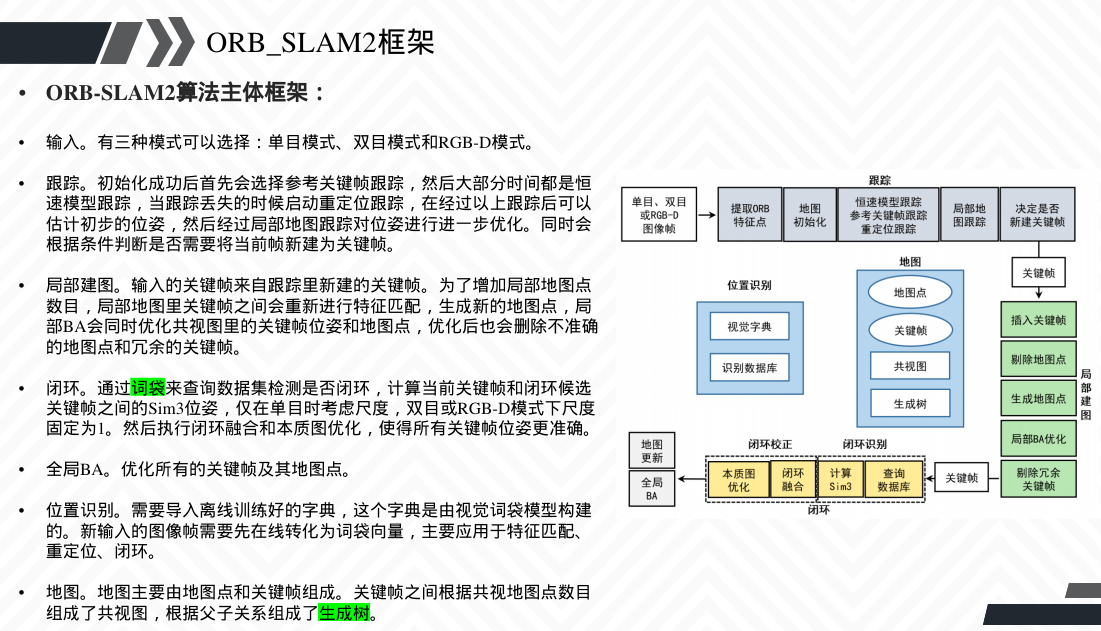 ORB_SLAM2框架
• ORB-SLAM2算法主体框架：
• 输入。有三种模式可以选择：单目模式、双目模式和RGB-D模式。
• 跟踪。初始化成功后首先会选择参考关键帧跟踪，然后大部分时间都是恒
速模型跟踪，当跟踪丢失的时候启动重定位跟踪，在经过以上跟踪后可以
估计初步的位姿，然后经过局部地图跟踪对位姿进行进一步优化。同时会
根据条件判断是否需要将当前帧新建为关键帧。
• 局部建图。输入的关键帧来自跟踪里新建的关键帧。为了增加局部地图点
数目，局部地图里关键帧之间会重新进行特征匹配，生成新的地图点，局
部BA会同时优化共视图里的关键帧位姿和地图点，优化后也会删除不准确
的地图点和冗余的关键帧。
• 闭环。通过词袋来查询数据集检测是否闭环，计算当前关键帧和闭环候选
关键帧之间的Sim3位姿，仅在单目时考虑尺度，双目或RGB-D模式下尺度
固定为1。然后执行闭环融合和本质图优化，使得所有关键帧位姿更准确。
• 全局BA。优化所有的关键帧及其地图点。
• 位置识别。需要导入离线训练好的字典，这个字典是由视觉词袋模型构建
的。新输入的图像帧需要先在线转化为词袋向量，主要应用于特征匹配、
重定位、闭环。
• 地图。地图主要由地图点和关键帧组成。关键帧之间根据共视地图点数目
组成了共视图，根据父子关系组成了生成树。
跟踪
单目、双目
或RGB-D
图像帧
提取ORB
特征点
地图
初始化
恒速模型跟踪
参考关键帧跟踪
重定位跟踪
局部地
图跟踪
决定是否
新建关键帧
关键帧
地图
地图点
关键帧
共视图
生成树
位置识别
视觉字典
识别数据库
插入关键帧
剔除地图点
生成地图点
局部BA优化
剔除冗余
关键帧
局
部
建
图
地图
更新
全局
BA
闭环校正
闭环识别
本质图
优化
闭环
融合
计算
Sim3
查询
数据库
关键帧
闭环